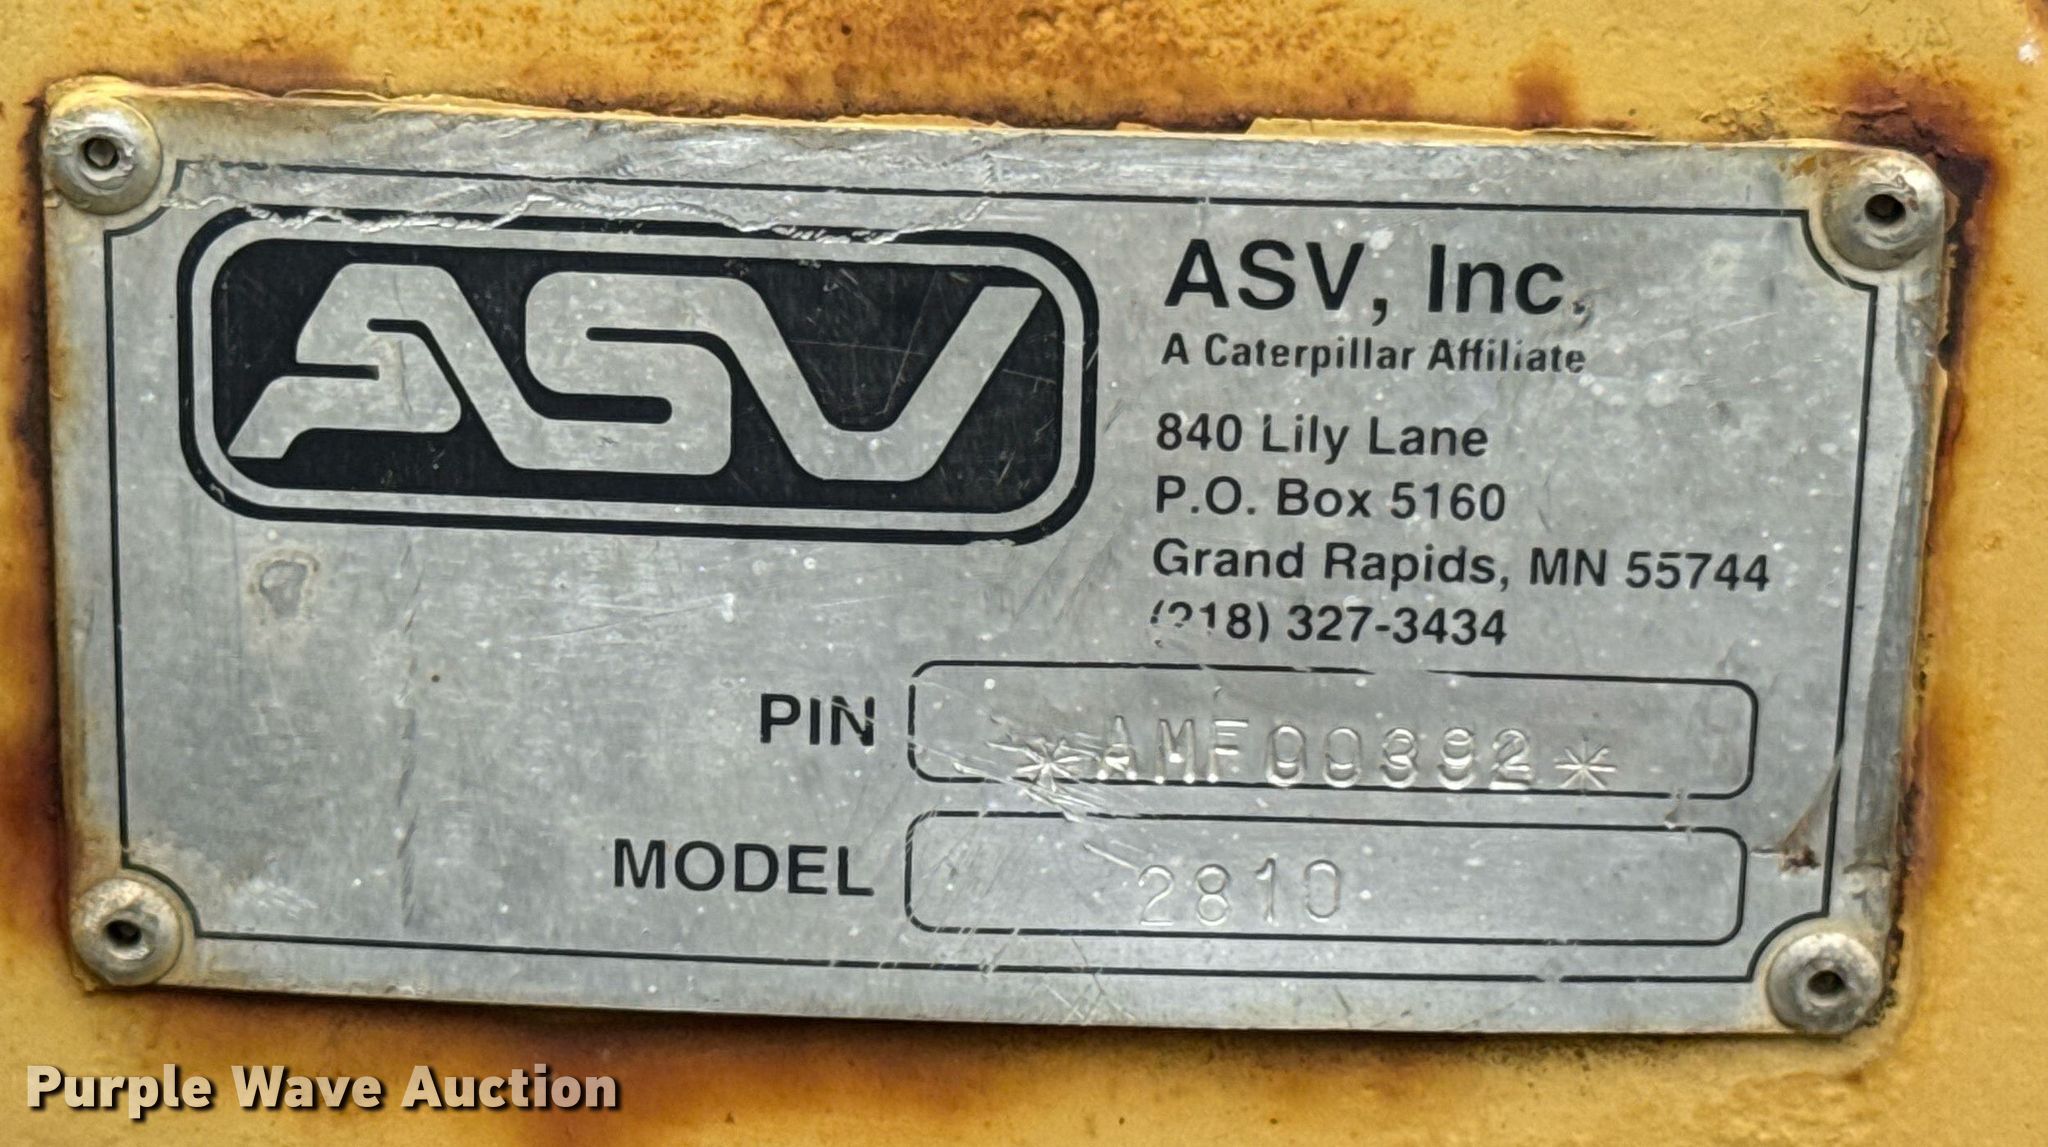 ASV
ASV, Inc.
A Caterpillar Affiliate
840 Lily Lane
P.O. Box 5160
Grand Rapids, MN 55744
(218) 327-3434
PIN *AMF00392*
MODEL 2810
Purple Wave Auction